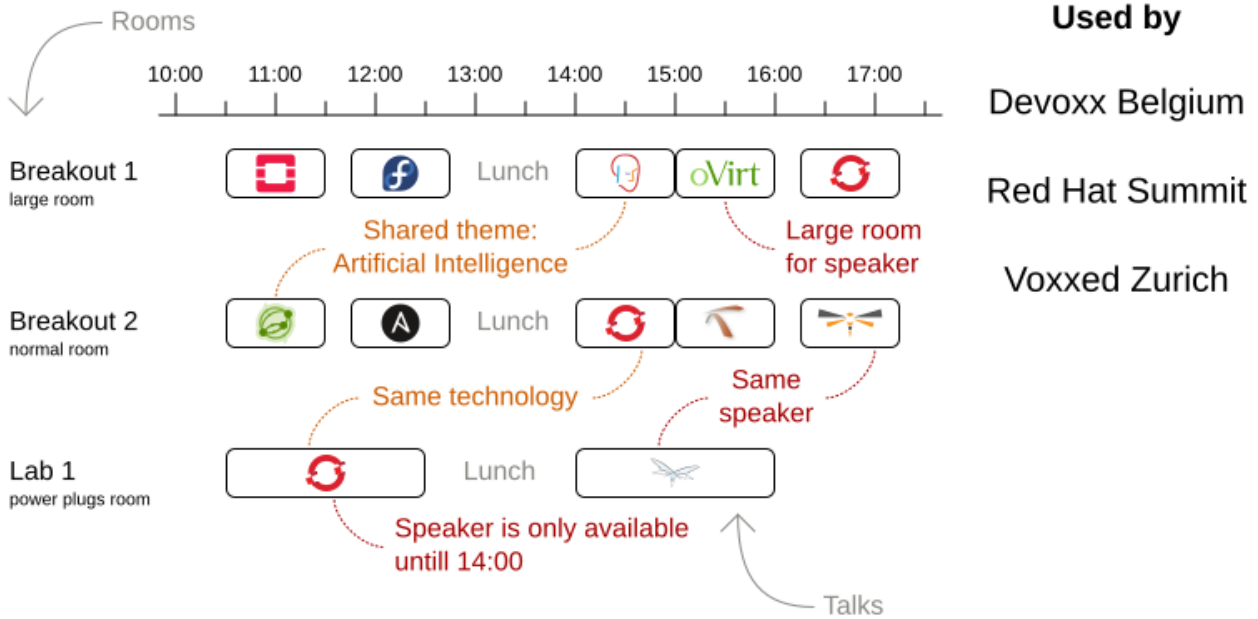 Rooms
Used by
10:00 11:00 12:00 13:00 14:00 15:00 16:00 17:00
Devoxx Belgium
Red Hat Summit
Voxxed Zurich
Breakout 1
large room
Lunch
oVirt
Shared theme:
Artificial Intelligence
Large room
for speaker
Breakout 2
normal room
Lunch
Same technology
Same
speaker
Lab 1
power plugs room
Lunch
Speaker is only available
untill 14:00
Talks